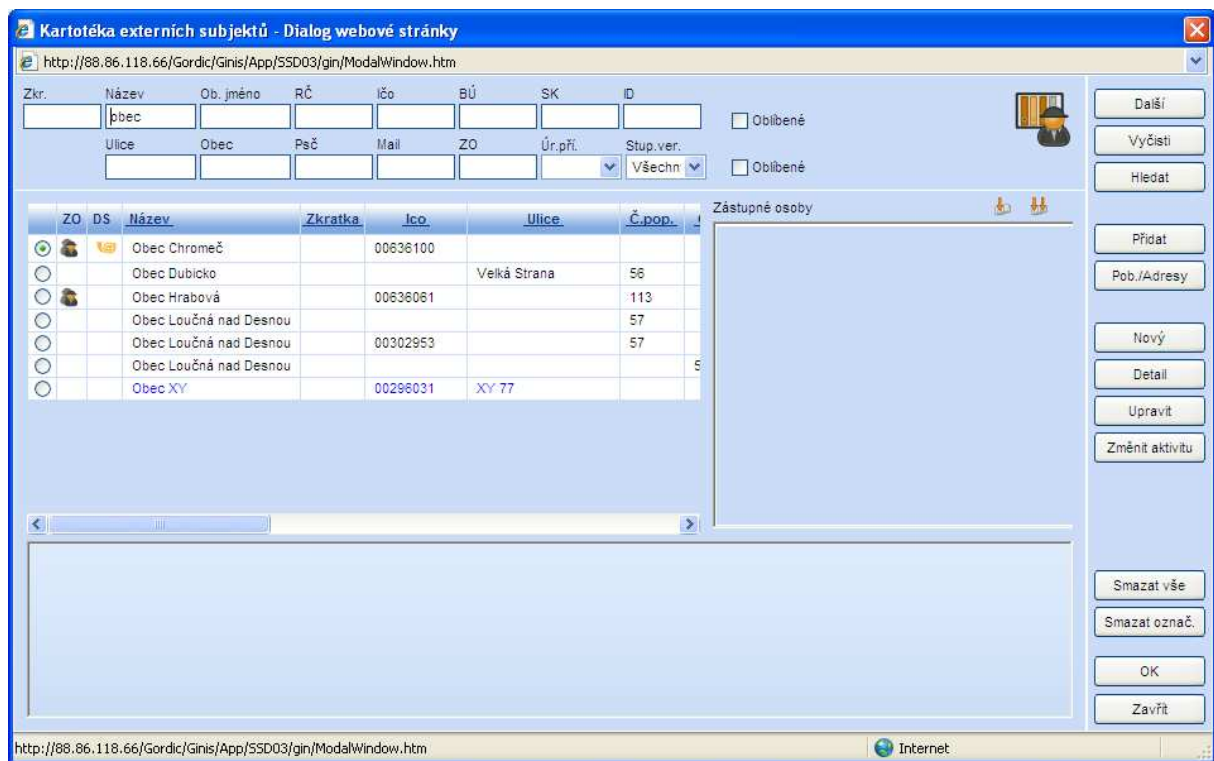 Kartotéka externích subjektů - Dialog webové stránky
http://88.86.118.66/Gordic/Ginis/App/SSD03/gin/ModalWindow.htm
Zkr. Název Ob. jméno RČ Ičo BÚ SK ID
obec Oblíbené
Ulice Obec Psč Mail ZO Úr.pří. Stup.ver.
Všechn Oblíbené
Další
Vyčisti
Hledat
Přidat
Pob./Adresy
Nový
Detail
Upravit
Změnit aktivitu
Smazat vše
Smazat označ.
OK
Zavřít
ZO DS Název Zkratka Ico Ulice Č.pop.
Obec Chromeč 00636100
Obec Dubicko Velká Strana 56
Obec Hrabová 00636061 113
Obec Loučná nad Desnou 57
Obec Loučná nad Desnou 00302953 57
Obec Loučná nad Desnou 5
Obec XY 00296031 XY 77
Zástupné osoby
http://88.86.118.66/Gordic/Ginis/App/SSD03/gin/ModalWindow.htm Internet